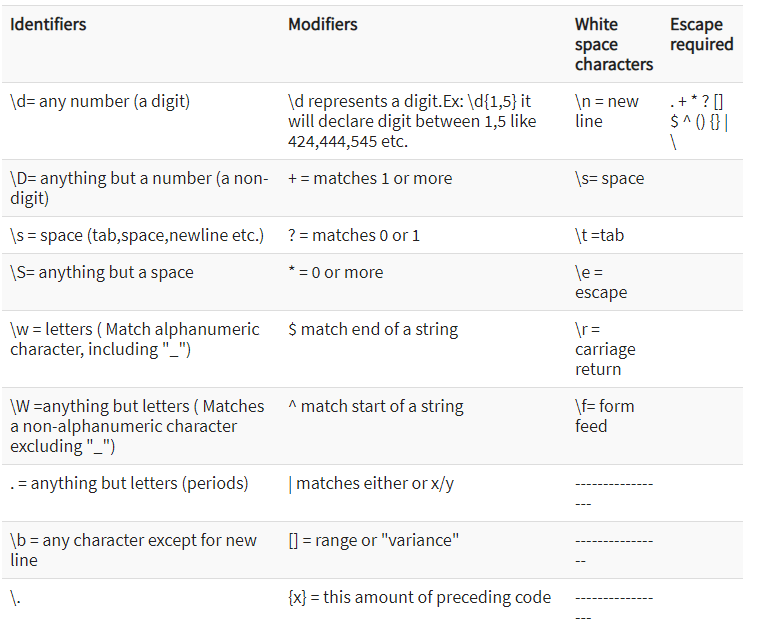 Identifiers Modifiers White space characters Escape required
\d= any number (a digit)
\d represents a digit.Ex: \d{1,5} it
will declare digit between 1,5 like
424,444,545 etc.
\n = new
line
. + * ? []
$ ^ () {} |
\
\D= anything but a number (a non-
digit)
+ = matches 1 or more
\s= space
\s = space (tab,space,newline etc.)
? = matches 0 or 1
\t =tab
\S= anything but a space
* = 0 or more
\e =
escape
\w = letters ( Match alphanumeric
character, including "_")
$ match end of a string
\r =
carriage
return
\W =anything but letters ( Matches
a non-alphanumeric character
excluding "_")
^ match start of a string
\f= form
feed
. = anything but letters (periods)
| matches either or x/y
--------------
---
\b = any character except for new
line
[] = range or "variance"
--------------
--
\.
{x} = this amount of preceding code
--------------
---